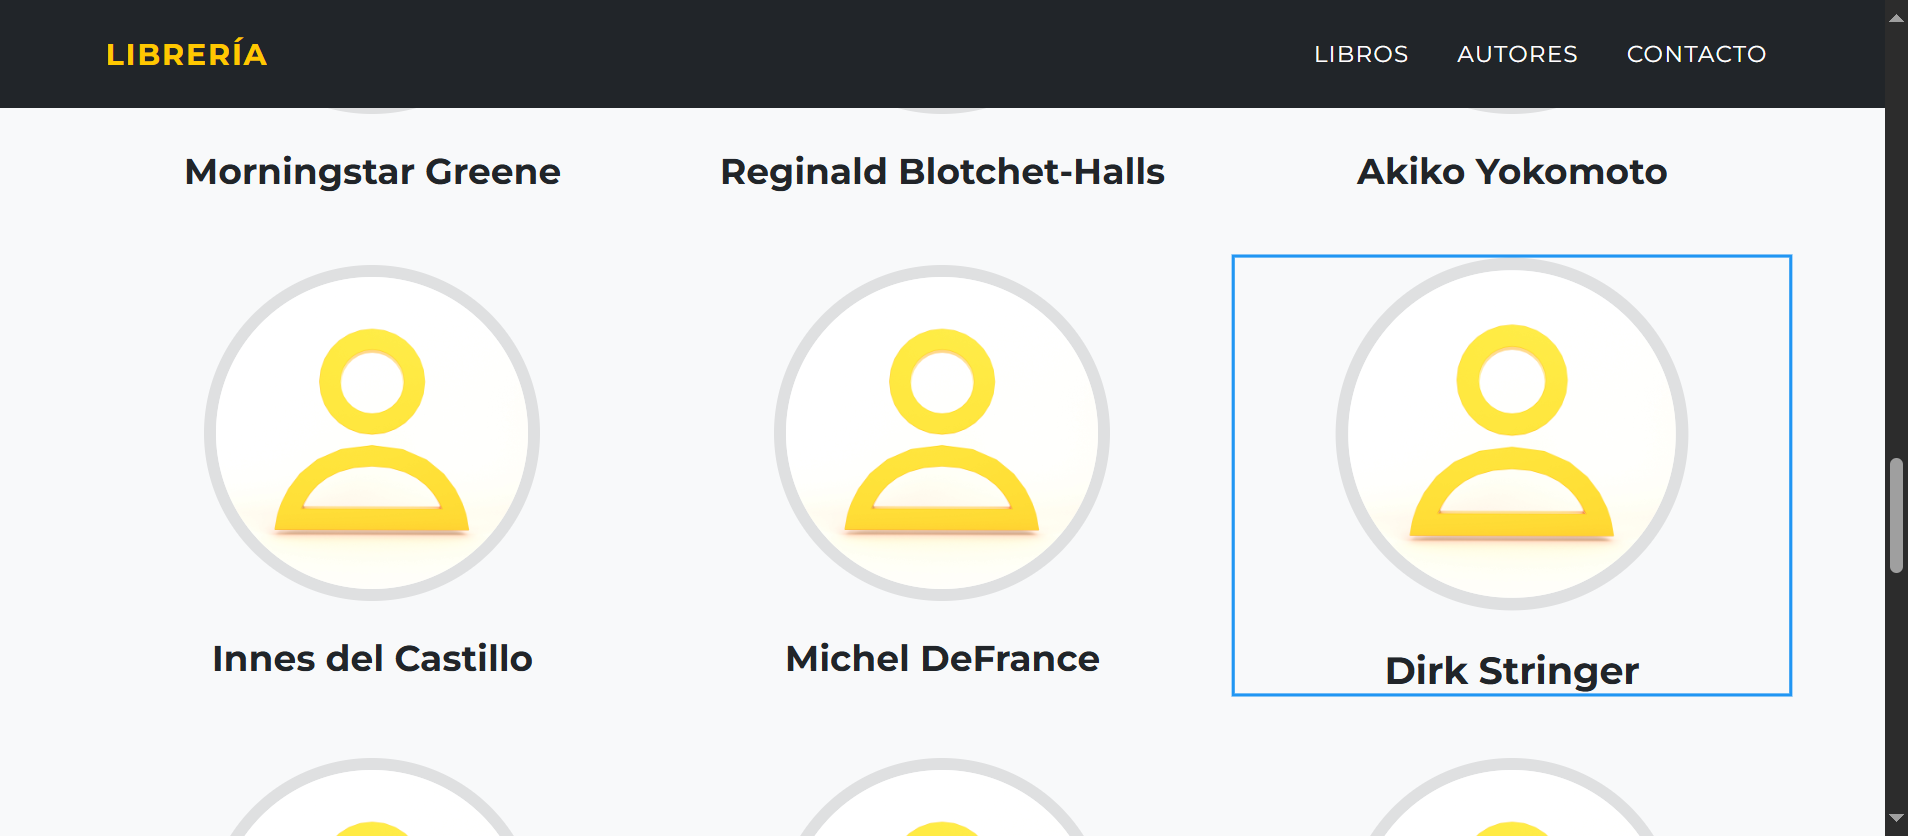 LIBRERÍA
LIBROS AUTORES CONTACTO
Morningstar Greene
Reginald Blotchet-Halls
Akiko Yokomoto
Innes del Castillo
Michel DeFrance
Dirk Stringer